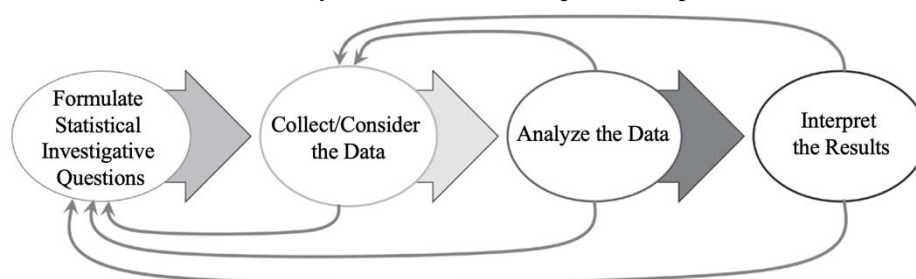 Formulate
Statistical
Investigative
Questions
Collect/Consider
the Data
Analyze the Data
Interpret
the Results